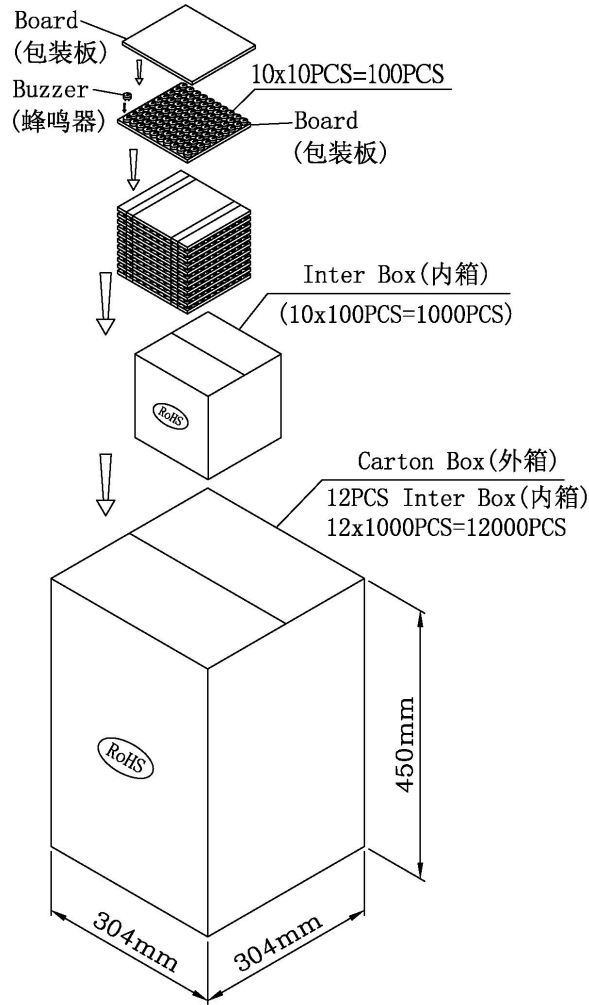 Board
(包装板)
10x10PCS=100PCS
Buzzer
(蜂鸣器)
Board
(包装板)
Inter Box(内箱)
(10x100PCS=1000PCS)
RoHS
Carton Box(外箱)
12PCS Inter Box(内箱)
12x1000PCS=12000PCS
RoHS
450mm
304mm
304mm